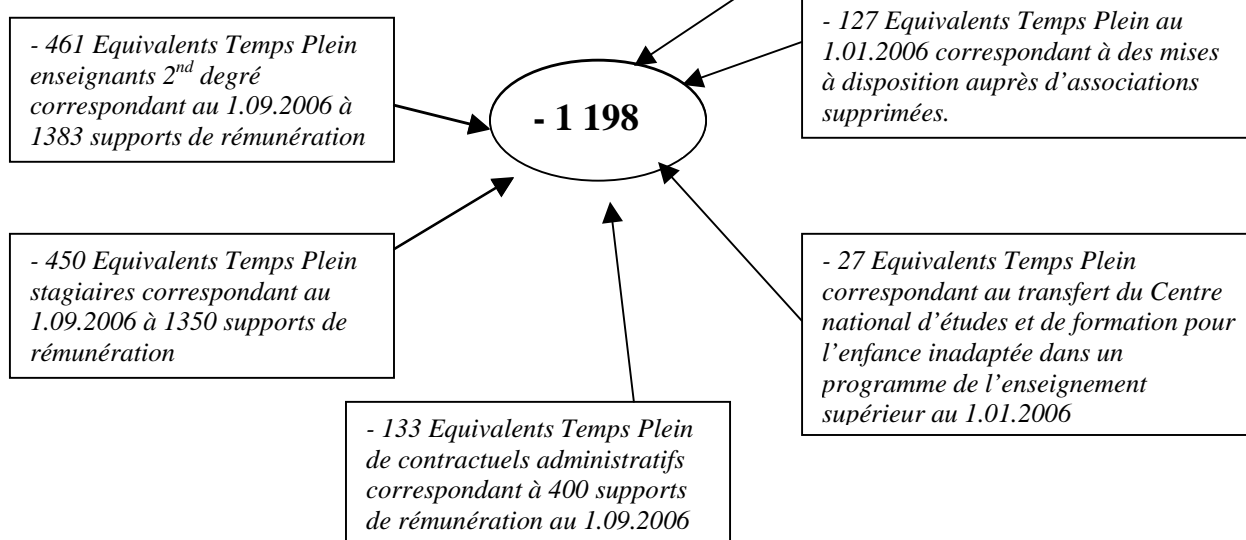 - 461 Equivalents Temps Plein
enseignants 2nd degré
correspondant au 1.09.2006 à
1383 supports de rémunération
- 1 198
- 127 Equivalents Temps Plein au
1.01.2006 correspondant à des mises
à disposition auprès d’associations
supprimées.
- 450 Equivalents Temps Plein
stagiaires correspondant au
1.09.2006 à 1350 supports de
rémunération
- 27 Equivalents Temps Plein
correspondant au transfert du Centre
national d’études et de formation pour
l’enfance inadaptée dans un
programme de l’enseignement
supérieur au 1.01.2006
- 133 Equivalents Temps Plein
de contractuels administratifs
correspondant à 400 supports
de rémunération au 1.09.2006